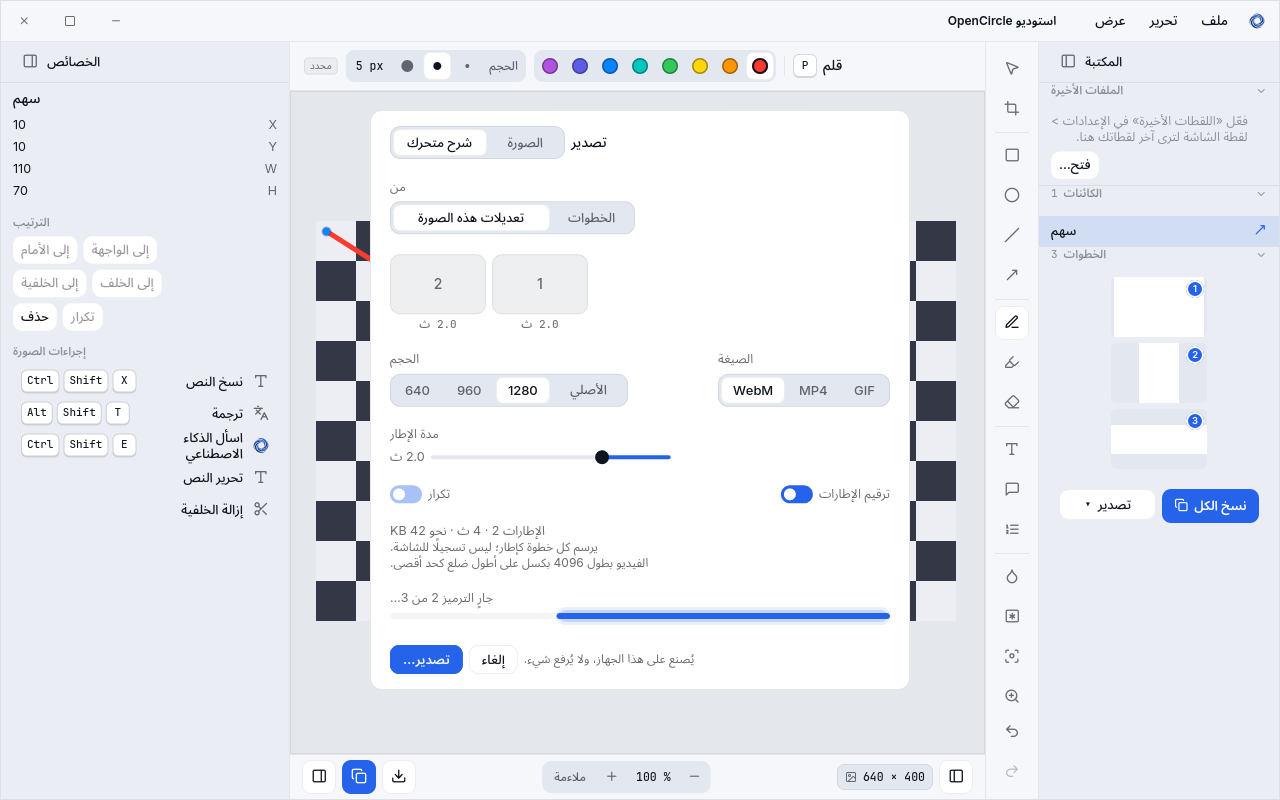 ملف
تحرير
عرض
استوديو OpenCircle
المكتبة
الملفات الأخيرة
فعّل «اللقطات الأخيرة» في الإعدادات >
لقطة الشاشة لترى آخر لقطاتك هنا.
فتح...
الكائنات 1
سهم
الخطوات 3
1
2
3
نسخ الكل
تصدير
قلم P
الحجم
5 px
محدد
تصدير
الصورة
شرح متحرك
من
الخطوات
تعديلات هذه الصورة
1
2
2.0 ث
2.0 ث
الصيغة
GIF
MP4
WebM
الحجم
الأصلي
1280
960
640
مدة الإطار
2.0 ث
ترقيم الإطارات
تكرار
الإطارات 2 · 4 ث · نحو 42 KB
يرسم كل خطوة كإطار؛ ليس تسجيلًا للشاشة.
الفيديو بطول 4096 بكسل على أطول ضلع كحد أقصى.
جارٍ الترميز 2 من 3...
يُصنع على هذا الجهاز، ولا يُرفع شيء.
إلغاء
تصدير...
640 × 400
100 %
ملاءمة
الخصائص
سهم
X 10
Y 10
W 110
H 70
الترتيب
إلى الواجهة
إلى الأمام
إلى الخلف
إلى الخلفية
تكرار
حذف
إجراءات الصورة
نسخ النص Ctrl Shift X
ترجمة Alt Shift T
اسأل الذكاء
الاصطناعي
Ctrl Shift E
تحرير النص
إزالة الخلفية